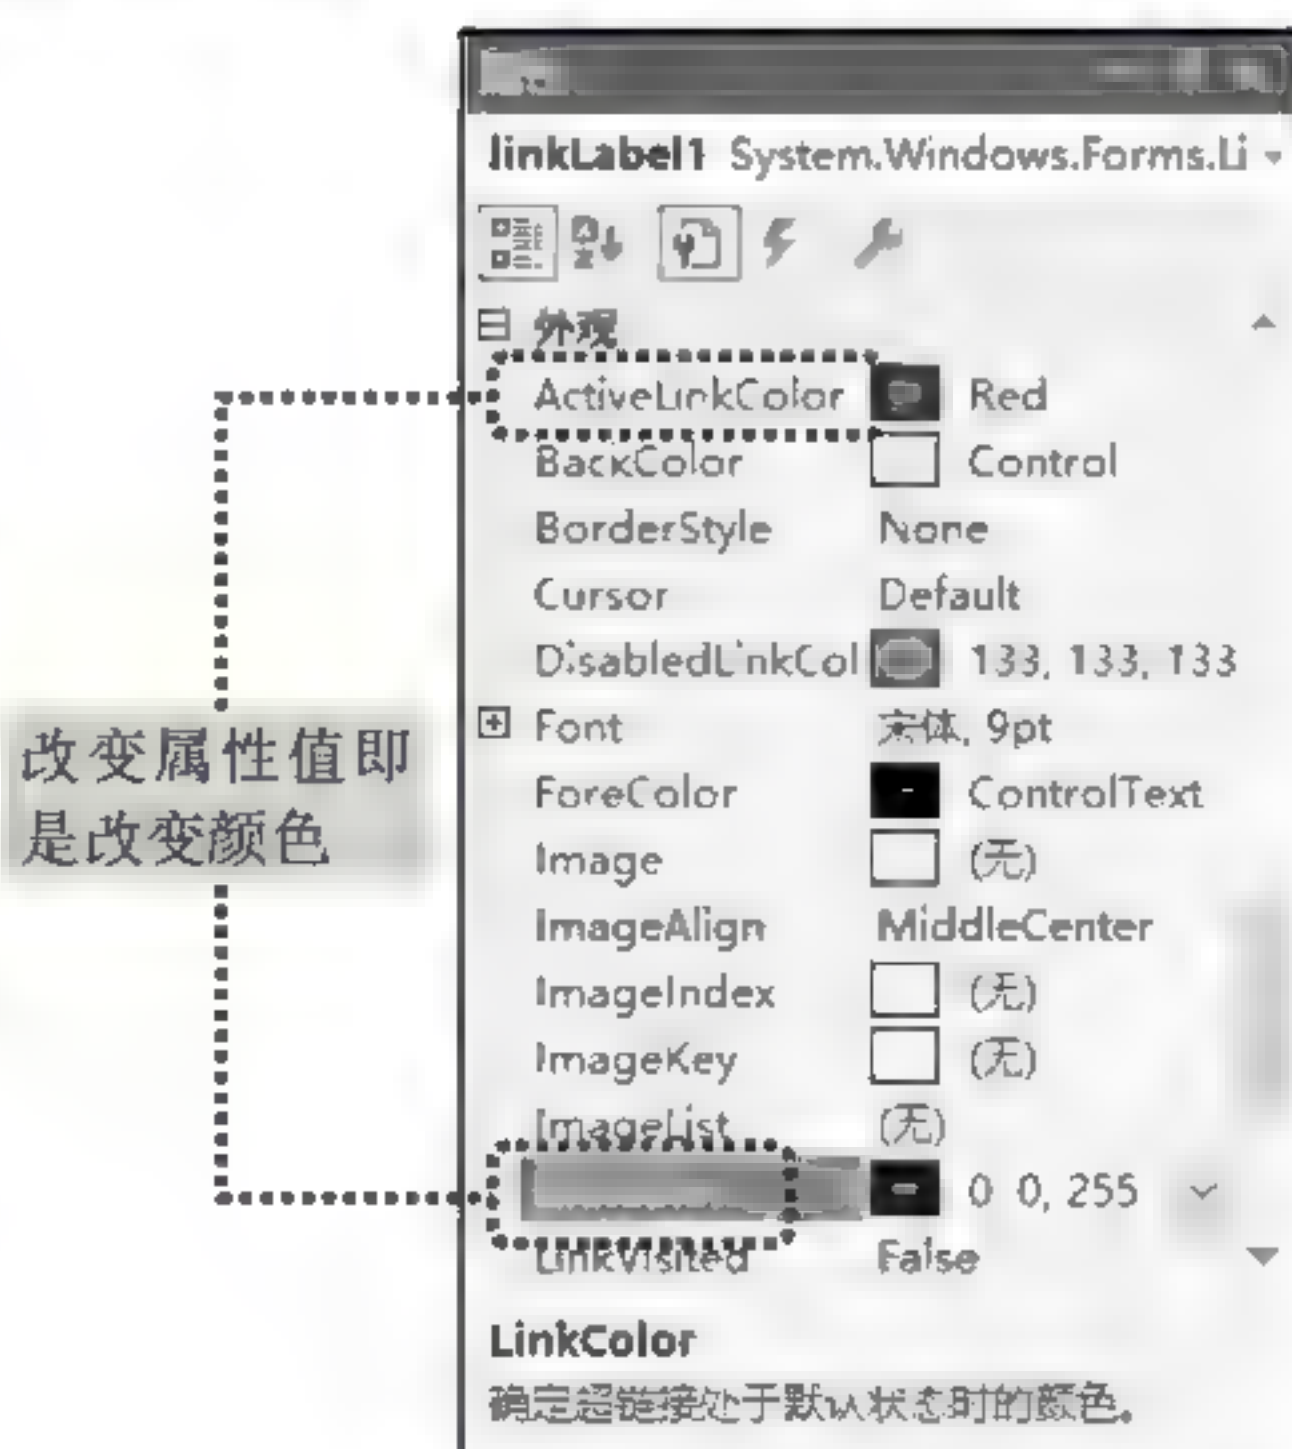 linkLabel1 System.Windows.Forms.Li
外观
ActiveLinkColor Red
BackColor Control
BorderStyle None
Cursor Default
DisabledLinkCol 133, 133, 133
Font 宋体, 9pt
ForeColor ControlText
Image (无)
ImageAlign MiddleCenter
ImageIndex (无)
ImageKey (无)
ImageList (无)
0 0, 255
LinkVisited False
LinkColor
确定超链接处于默认状态时的颜色。
改变属性值即
是改变颜色